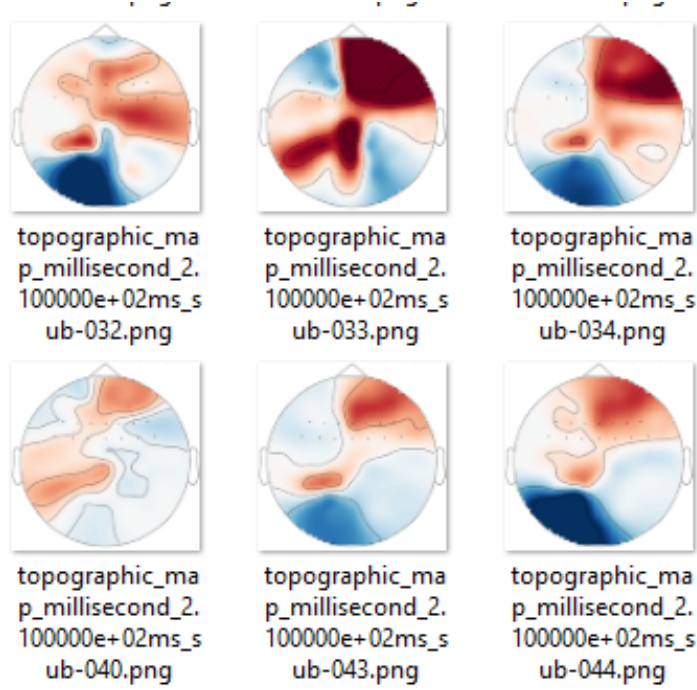 topographic_ma
p_millisecond_2.
100000e+02ms_s
ub-032.png
topographic_ma
p_millisecond_2.
100000e+02ms_s
ub-033.png
topographic_ma
p_millisecond_2.
100000e+02ms_s
ub-034.png
topographic_ma
p_millisecond_2.
100000e+02ms_s
ub-040.png
topographic_ma
p_millisecond_2.
100000e+02ms_s
ub-043.png
topographic_ma
p_millisecond_2.
100000e+02ms_s
ub-044.png